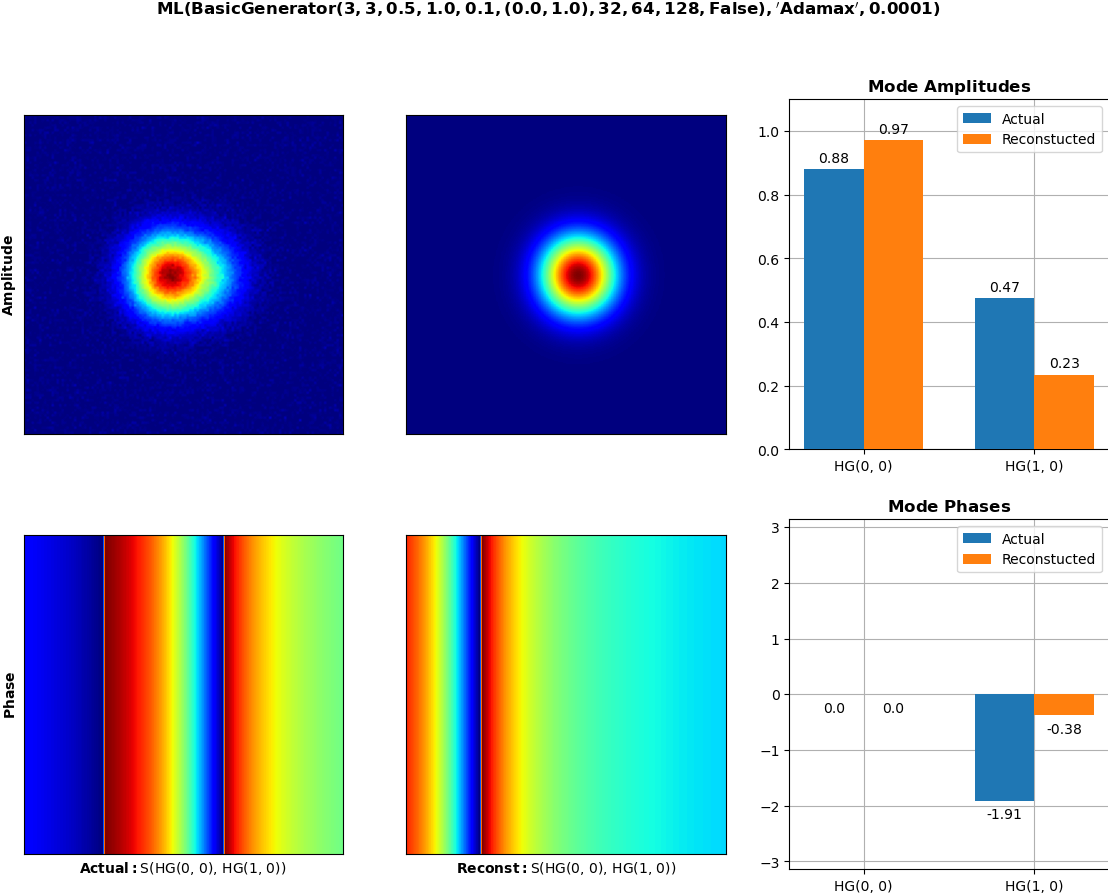 ML(BasicGenerator(3, 3, 0.5, 1.0, 0.1, (0.0, 1.0), 32, 64, 128, False), ′Adamax′, 0.0001)
Amplitude
Mode Amplitudes
Actual
Reconstucted
1.0
0.8
0.6
0.4
0.2
0.0
0.88
0.97
0.47
0.23
HG(0, 0)
HG(1, 0)
Phase
Actual: S(HG(0, 0), HG(1, 0))
Reconst: S(HG(0, 0), HG(1, 0))
Mode Phases
Actual
Reconstucted
3
2
1
0
−1
−2
−3
0.0
0.0
-1.91
-0.38
HG(0, 0)
HG(1, 0)